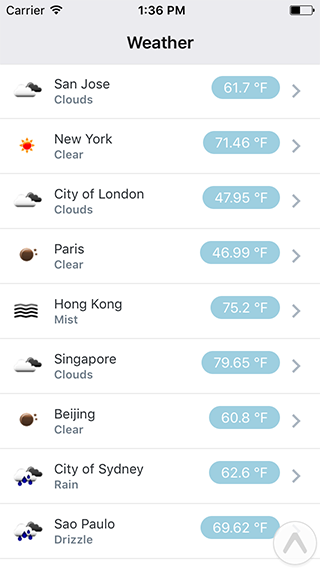 Carrier 1:36 PM
Weather
San Jose 61.7 °F
Clouds
New York 71.46 °F
Clear
City of London 47.95 °F
Clouds
Paris 46.99 °F
Clear
Hong Kong 75.2 °F
Mist
Singapore 79.65 °F
Clouds
Beijing 60.8 °F
Clear
City of Sydney 62.6 °F
Rain
Sao Paulo 69.62 °F
Drizzle